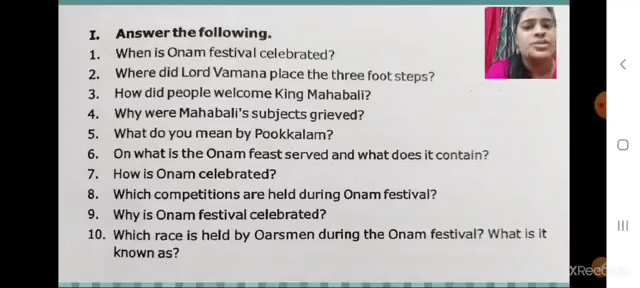 I. Answer the following.
1. When is Onam festival celebrated?
2. Where did Lord Vamana place the three foot steps?
3. How did people welcome King Mahabali?
4. Why were Mahabali's subjects grieved?
5. What do you mean by Pookkalam?
6. On what is the Onam feast served and what does it contain?
7. How is Onam celebrated?
8. Which competitions are held during Onam festival?
9. Why is Onam festival celebrated?
10. Which race is held by Oarsmen during the Onam festival? What is it
known as?